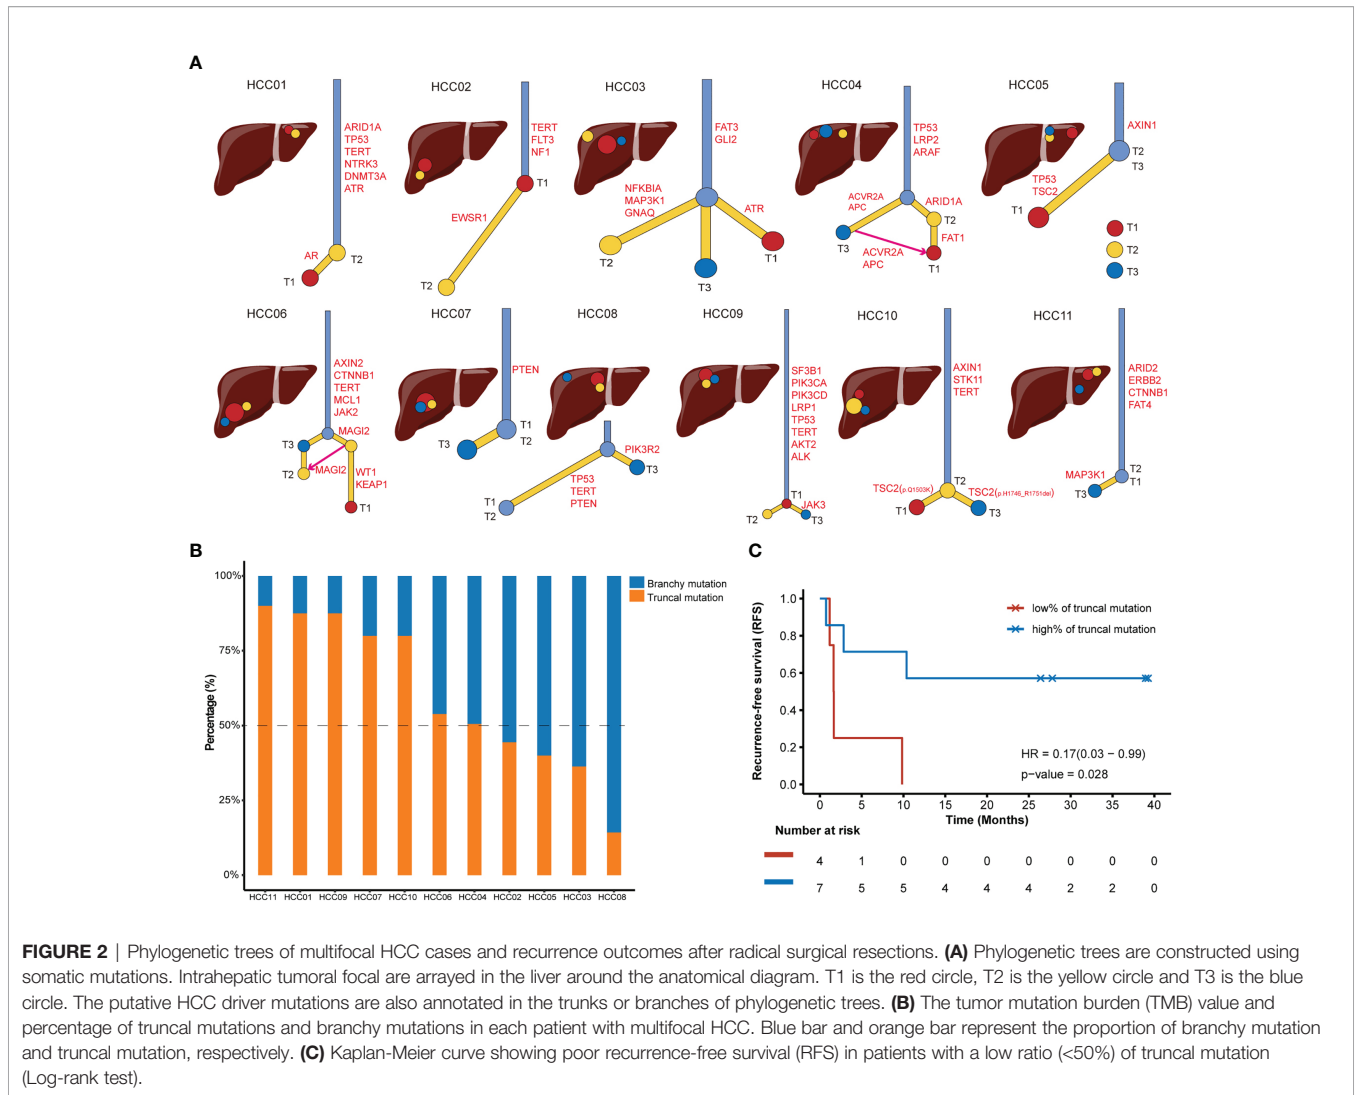 A
HCC01
ARID1A
TP53
TERT
NTRK3
DNMT3A
ATR
AR
T1
T2
HCC02
TERT
FLT3
NF1
T1
EWSR1
T2
HCC03
FAT3
GLI2
NFKBIA
MAP3K1
GNAQ
ATR
T2
T3
T1
HCC04
TP53
LRP2
ARAF
ACVR2A
APC
ARID1A
T2
T3
FAT1
ACVR2A
APC
T1
HCC05
AXIN1
T2
T3
TP53
TSC2
T1
T1
T2
T3
HCC06
AXIN2
CTNNB1
TERT
MCL1
JAK2
MAGI2
T3
T2
MAGI2
WT1
KEAP1
T1
HCC07
PTEN
T1
T2
T3
HCC08
PIK3R2
T3
TP53
TERT
PTEN
T1
T2
HCC09
SF3B1
PIK3CA
PIK3CD
LRP1
TP53
TERT
AKT2
ALK
T1
JAK3
T2
T3
HCC10
AXIN1
STK11
TERT
T2
TSC2(p.Q1503K)
TSC2(p.H1746_R1751del)
T1
T3
HCC11
ARID2
ERBB2
CTNNB1
FAT4
MAP3K1
T2
T1
T3
B
100%
75%
50%
25%
0%
Percentage (%)
Branchy mutation
Truncal mutation
HCC11 HCC01 HCC09 HCC07 HCC10 HCC06 HCC04 HCC02 HCC05 HCC03 HCC08
C
Recurrence-free survival (RFS)
1.0
0.8
0.6
0.4
0.2
0.0
low% of truncal mutation
high% of truncal mutation
HR = 0.17(0.03 − 0.99)
p−value = 0.028
0 5 10 15 20 25 30 35 40
Time (Months)
Number at risk
4 1 0 0 0 0 0 0 0
7 5 5 4 4 4 2 2 0
FIGURE 2 | Phylogenetic trees of multifocal HCC cases and recurrence outcomes after radical surgical resections. (A) Phylogenetic trees are constructed using
somatic mutations. Intrahepatic tumoral focal are arrayed in the liver around the anatomical diagram. T1 is the red circle, T2 is the yellow circle and T3 is the blue
circle. The putative HCC driver mutations are also annotated in the trunks or branches of phylogenetic trees. (B) The tumor mutation burden (TMB) value and
percentage of truncal mutations and branchy mutations in each patient with multifocal HCC. Blue bar and orange bar represent the proportion of branchy mutation
and truncal mutation, respectively. (C) Kaplan-Meier curve showing poor recurrence-free survival (RFS) in patients with a low ratio (<50%) of truncal mutation
(Log-rank test).